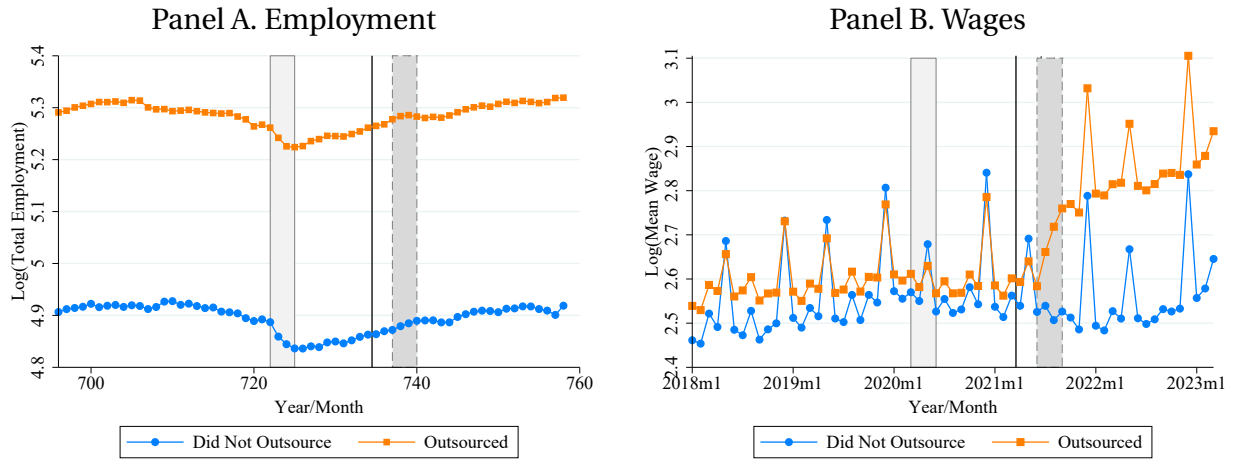 Panel A. Employment
Log(Total Employment)
5.4
5.3
5.2
5.1
5
4.9
4.8
700
720
740
760
Year/Month
Did Not Outsource
Outsourced
Panel B. Wages
Log(Mean Wage)
3.1
3
2.9
2.8
2.7
2.6
2.5
2.4
2018m1
2019m1
2020m1
2021m1
2022m1
2023m1
Year/Month
Did Not Outsource
Outsourced